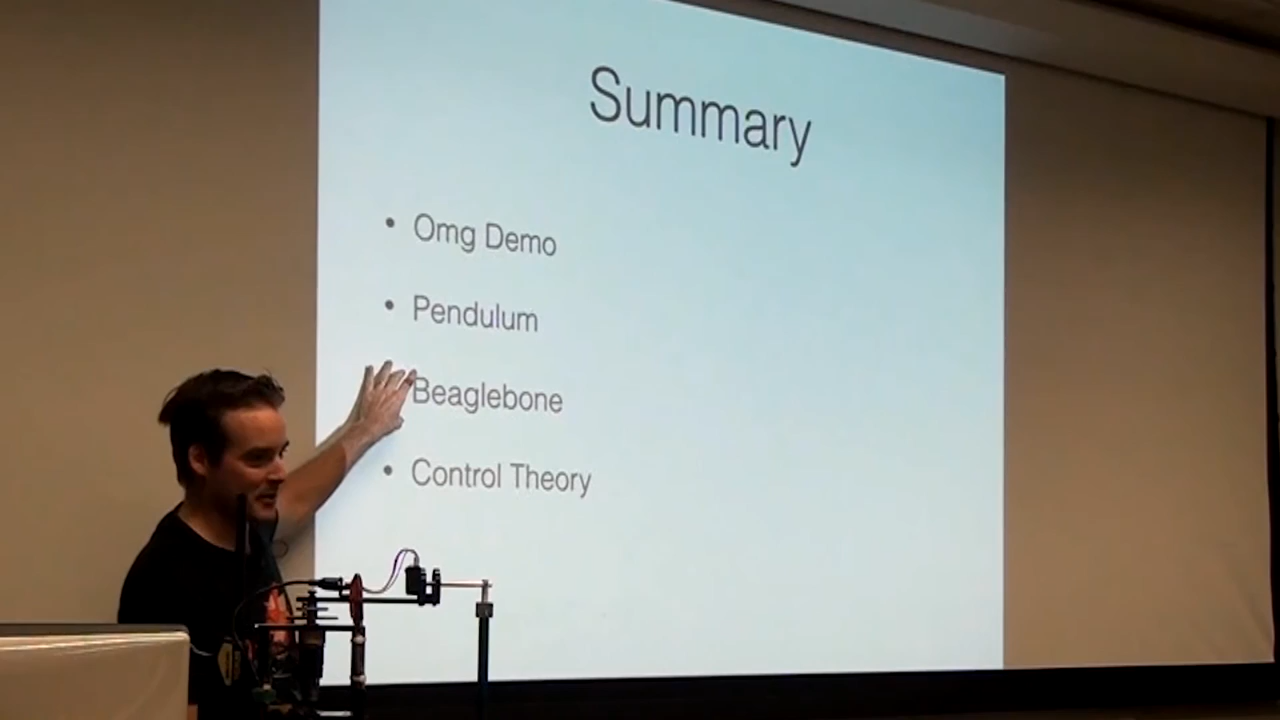 Summary
• Omg Demo
• Pendulum
Beaglebone
• Control Theory